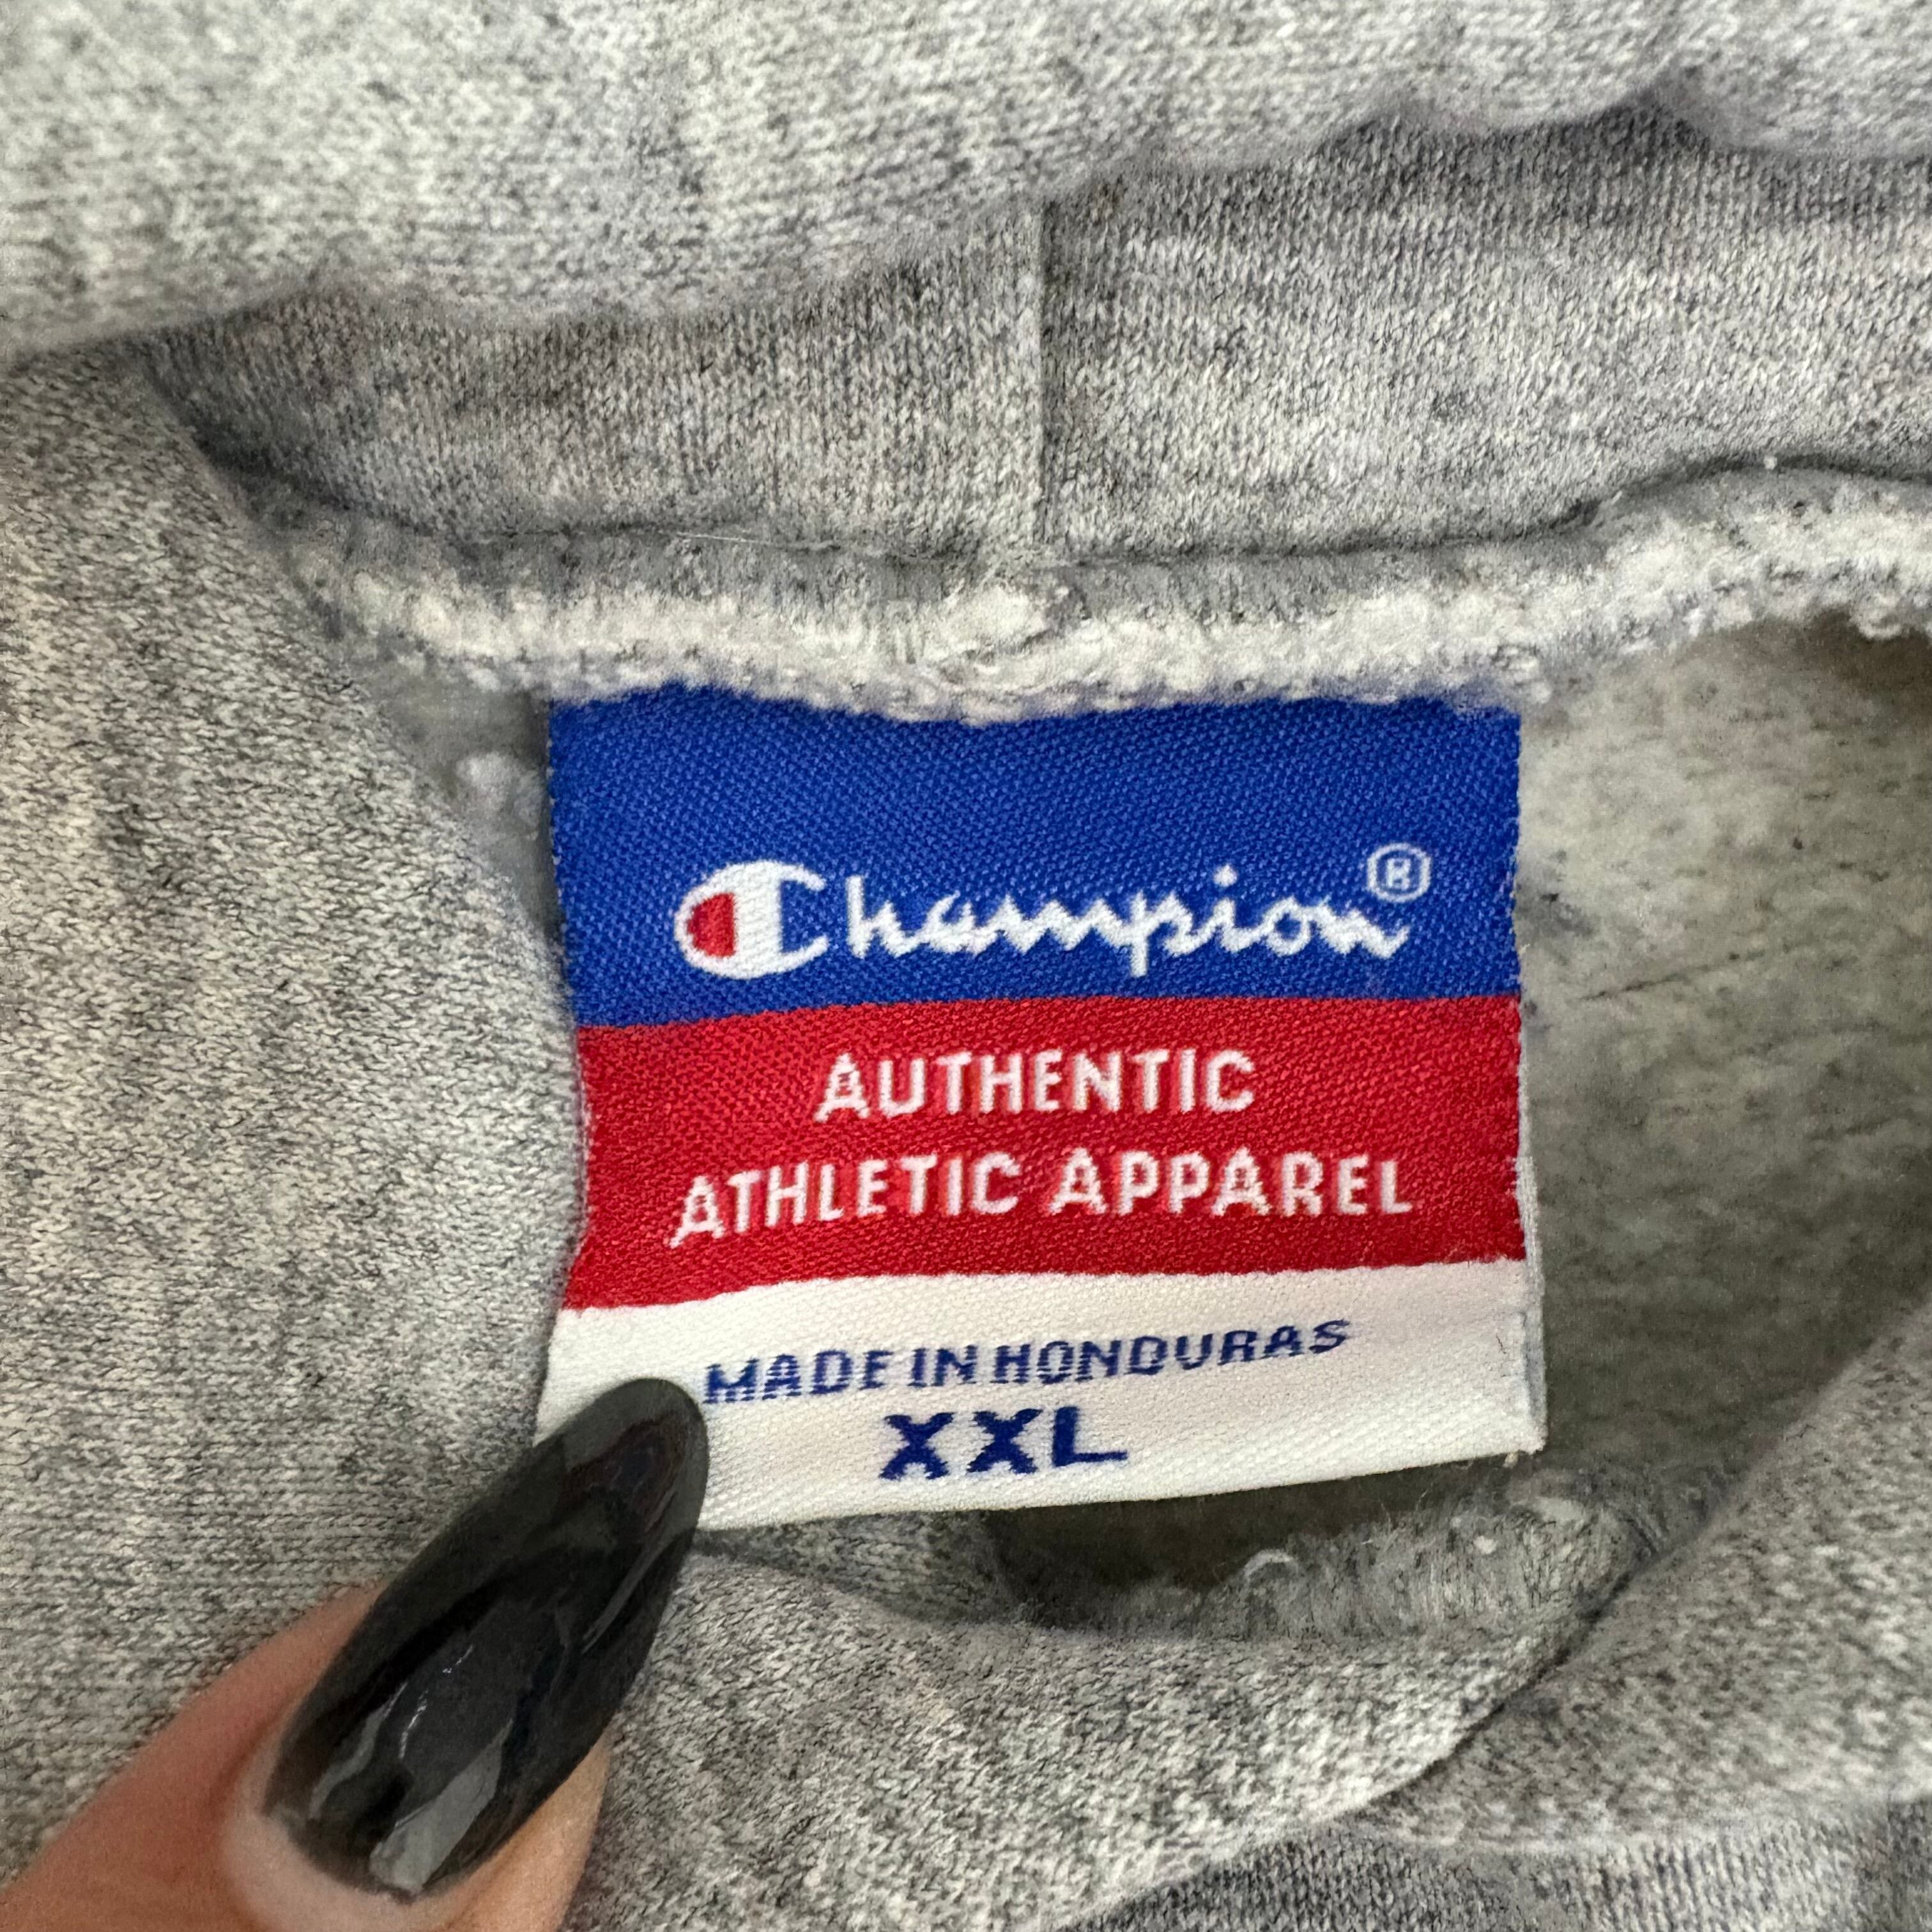 Champion®
AUTHENTIC
ATHLETIC APPAREL
MADE IN HONDURAS
XXL